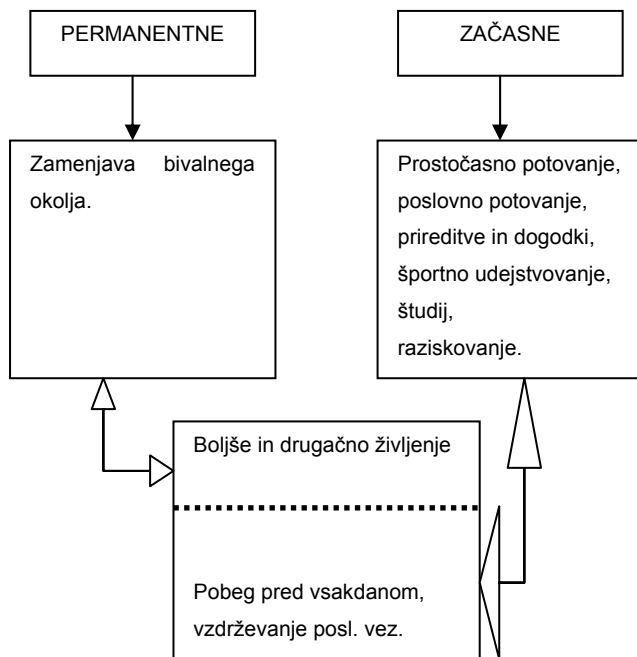 PERMANENTNE
ZAČASNE
Zamenjava bivalnega
okolja.
Prostočasno potovanje,
poslovno potovanje,
prireditve in dogodki,
športno udejstvovanje,
študij,
raziskovanje.
Boljše in drugačno življenje
Pobeg pred vsakdanom,
vzdrževanje posl. vez.